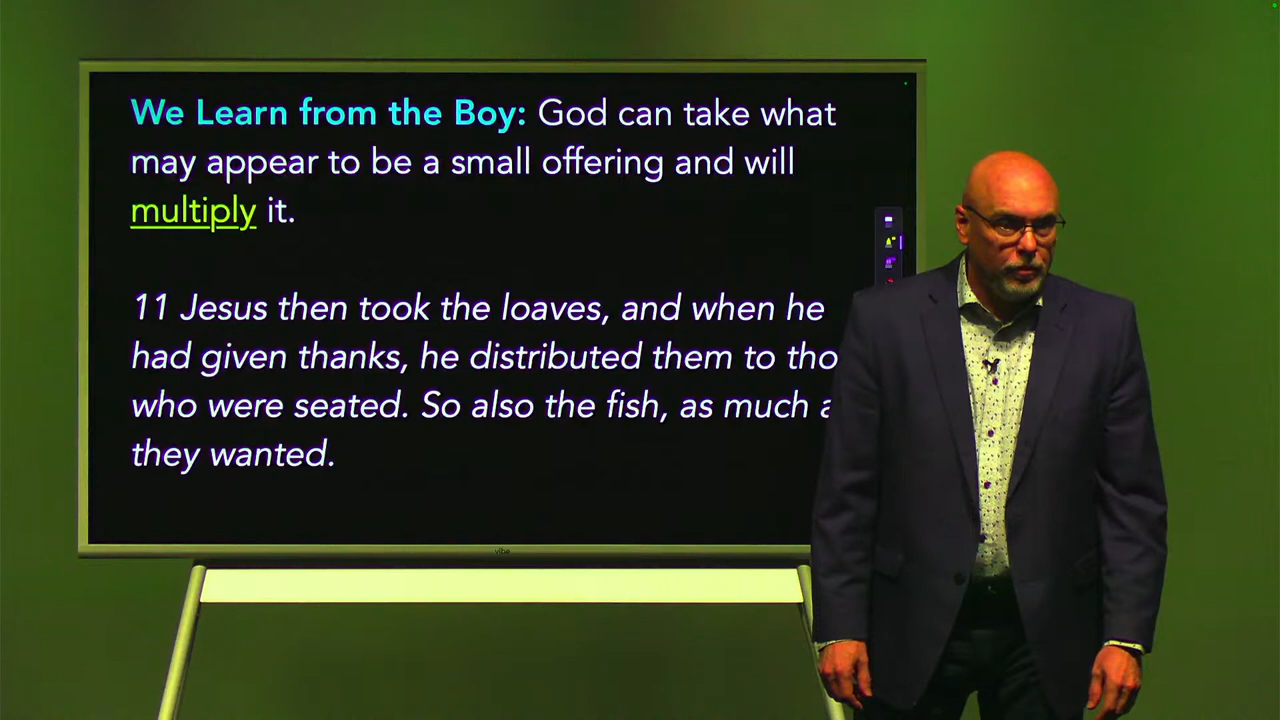 We Learn from the Boy: God can take what
may appear to be a small offering and will
multiply it.
11 Jesus then took the loaves, and when he
had given thanks, he distributed them to tho
who were seated. So also the fish, as much a
they wanted.
vibe